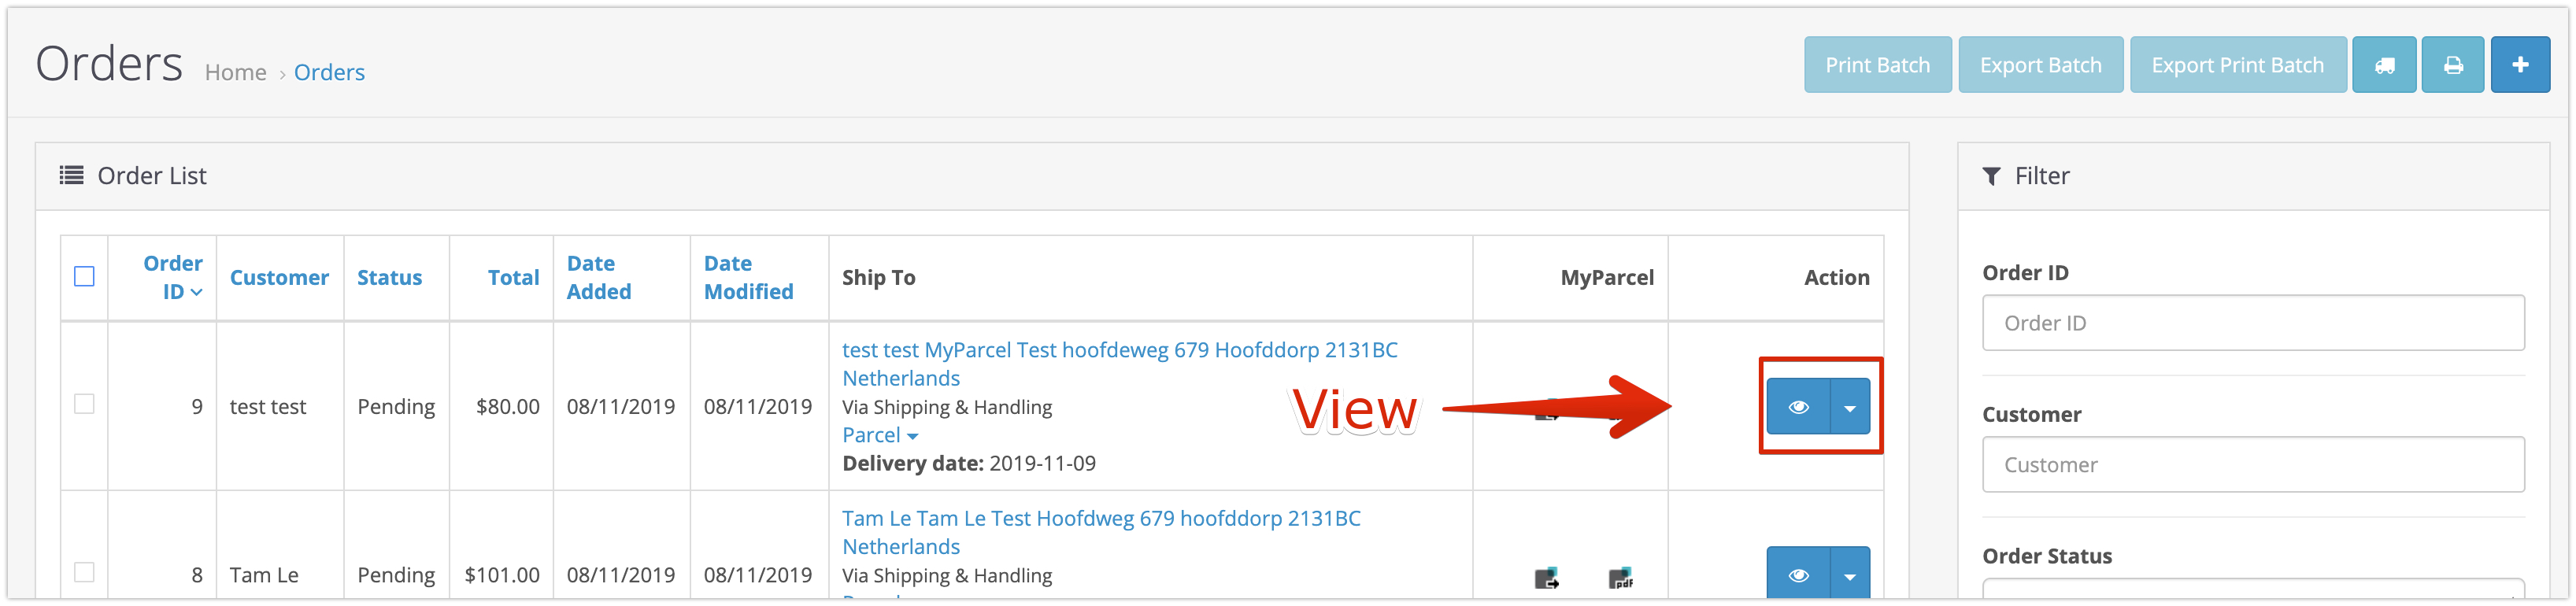 Orders Home › Orders
Print Batch Export Batch Export Print Batch
Order List
Order ID Customer Status Total Date Added Date Modified Ship To MyParcel Action
9 test test Pending $80.00 08/11/2019 08/11/2019
test test MyParcel Test hoofdeweg 679 Hoofddorp 2131BC
Netherlands
Via Shipping & Handling
Parcel
Delivery date: 2019-11-09
View
8 Tam Le Pending $101.00 08/11/2019 08/11/2019
Tam Le Tam Le Test Hoofdweg 679 hoofddorp 2131BC
Netherlands
Via Shipping & Handling
pdf
Filter
Order ID
Order ID
Customer
Customer
Order Status